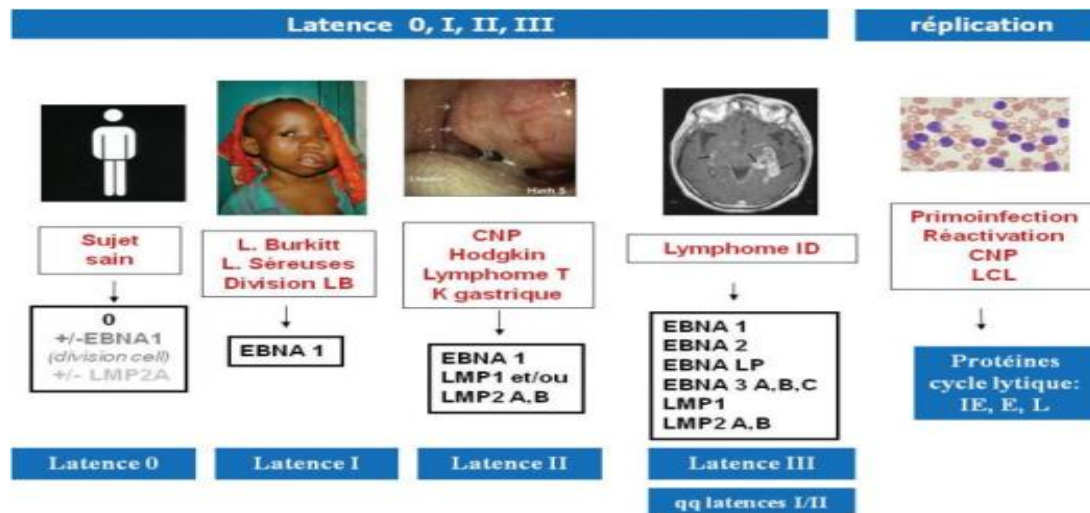 Latence 0, I, II, III
réplication
Hanh S
Sujet
sain
0
+/-EBNA1
(division cell)
+/- LMP2A
Latence 0
L. Burkitt
L. Séreuses
Division LB
EBNA 1
Latence I
CNP
Hodgkin
Lymphome T
K gastrique
EBNA 1
LMP1 et/ou
LMP2 A,B
Latence II
Lymphome ID
EBNA 1
EBNA 2
EBNA LP
EBNA 3 A,B,C
LMP1
LMP2 A,B
Latence III
qq latences I/II
Primoinfection
Réactivation
CNP
LCL
Protéines
cycle lytique:
IE, E, L